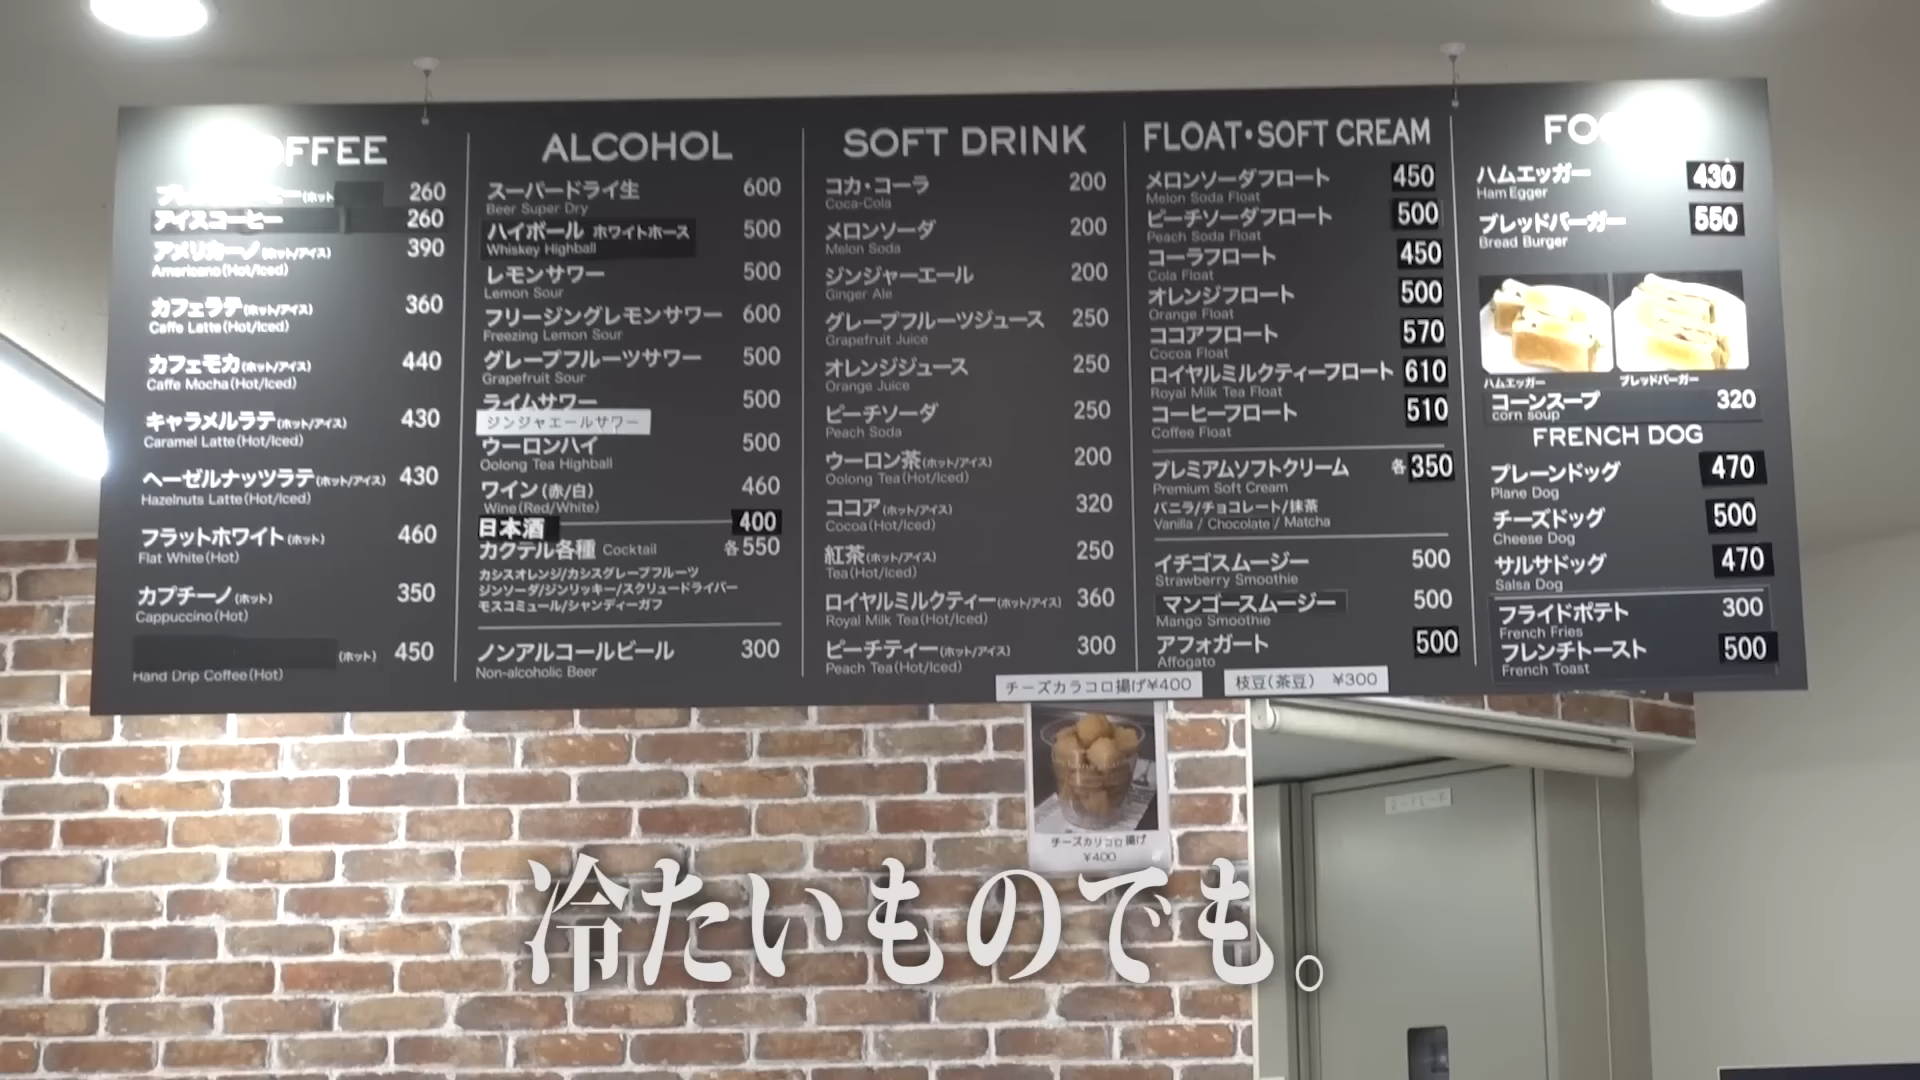 FFEE
(ホット 260
アイスコーヒー 260
アメリカーノ(ホット/アイス) 390
Americano(Hot/Iced)
カフェラテ(ホット/アイス) 360
Caffe Latte(Hot/Iced)
カフェモカ(ホット/アイス) 440
Caffe Mocha(Hot/Iced)
キャラメルラテ(ホット/アイス) 430
Caramel Latte(Hot/Iced)
ヘーゼルナッツラテ(ホット/アイス) 430
Hazelnuts Latte(Hot/Iced)
フラットホワイト(ホット) 460
Flat White(Hot)
カプチーノ(ホット) 350
Cappuccino(Hot)
(ホット) 450
Hand Drip Coffee(Hot)
ALCOHOL
スーパードライ生 600
Beer Super Dry
ハイボール ホワイトホース 500
Whiskey Highball
レモンサワー 500
Lemon Sour
フリージングレモンサワー 600
Freezing Lemon Sour
グレープフルーツサワー 500
Grapefruit Sour
ライムサワー 500
ジンジャエールサワー
ウーロンハイ 500
Oolong Tea Highball
ワイン(赤/白) 460
Wine(Red/White)
日本酒 400
カクテル各種 Cocktail 各550
カシスオレンジ/カシスグレープフルーツ
ジンソーダ/ジンリッキー/スクリュードライバー
モスコミュール/シャンディーガフ
ノンアルコールビール 300
Non-alcoholic Beer
SOFT DRINK
コカ・コーラ 200
Coca-Cola
メロンソーダ 200
Melon Soda
ジンジャーエール 200
Ginger Ale
グレープフルーツジュース 250
Grapefruit Juice
オレンジジュース 250
Orange Juice
ピーチソーダ 250
Peach Soda
ウーロン茶(ホット/アイス) 200
Oolong Tea(Hot/Iced)
ココア(ホット/アイス) 320
Cocoa(Hot/Iced)
紅茶(ホット/アイス) 250
Tea(Hot/Iced)
ロイヤルミルクティー(ホット/アイス) 360
Royal Milk Tea(Hot/Iced)
ピーチティー(ホット/アイス) 300
Peach Tea(Hot/Iced)
FLOAT・SOFT CREAM
メロンソーダフロート 450
Melon Soda Float
ピーチソーダフロート 500
Peach Soda Float
コーラフロート 450
Cola Float
オレンジフロート 500
Orange Float
ココアフロート 570
Cocoa Float
ロイヤルミルクティーフロート 610
Royal Milk Tea Float
コーヒーフロート 510
Coffee Float
プレミアムソフトクリーム 各350
Premium Soft Cream
バニラ/チョコレート/抹茶
Vanilla / Chocolate / Matcha
イチゴスムージー 500
Strawberry Smoothie
マンゴースムージー 500
Mango Smoothie
アフォガート 500
Affogato
FO
ハムエッガー 430
Ham Egger
ブレッドバーガー 550
Bread Burger
ハムエッガー ブレッドバーガー
コーンスープ 320
corn soup
FRENCH DOG
プレーンドッグ 470
Plane Dog
チーズドッグ 500
Cheese Dog
サルサドッグ 470
Salsa Dog
フライドポテト 300
French Fries
フレンチトースト 500
French Toast
チーズカラコロ揚げ¥400
枝豆(茶豆) ¥300
チーズカリコロ揚げ
¥400
冷たいものでも。